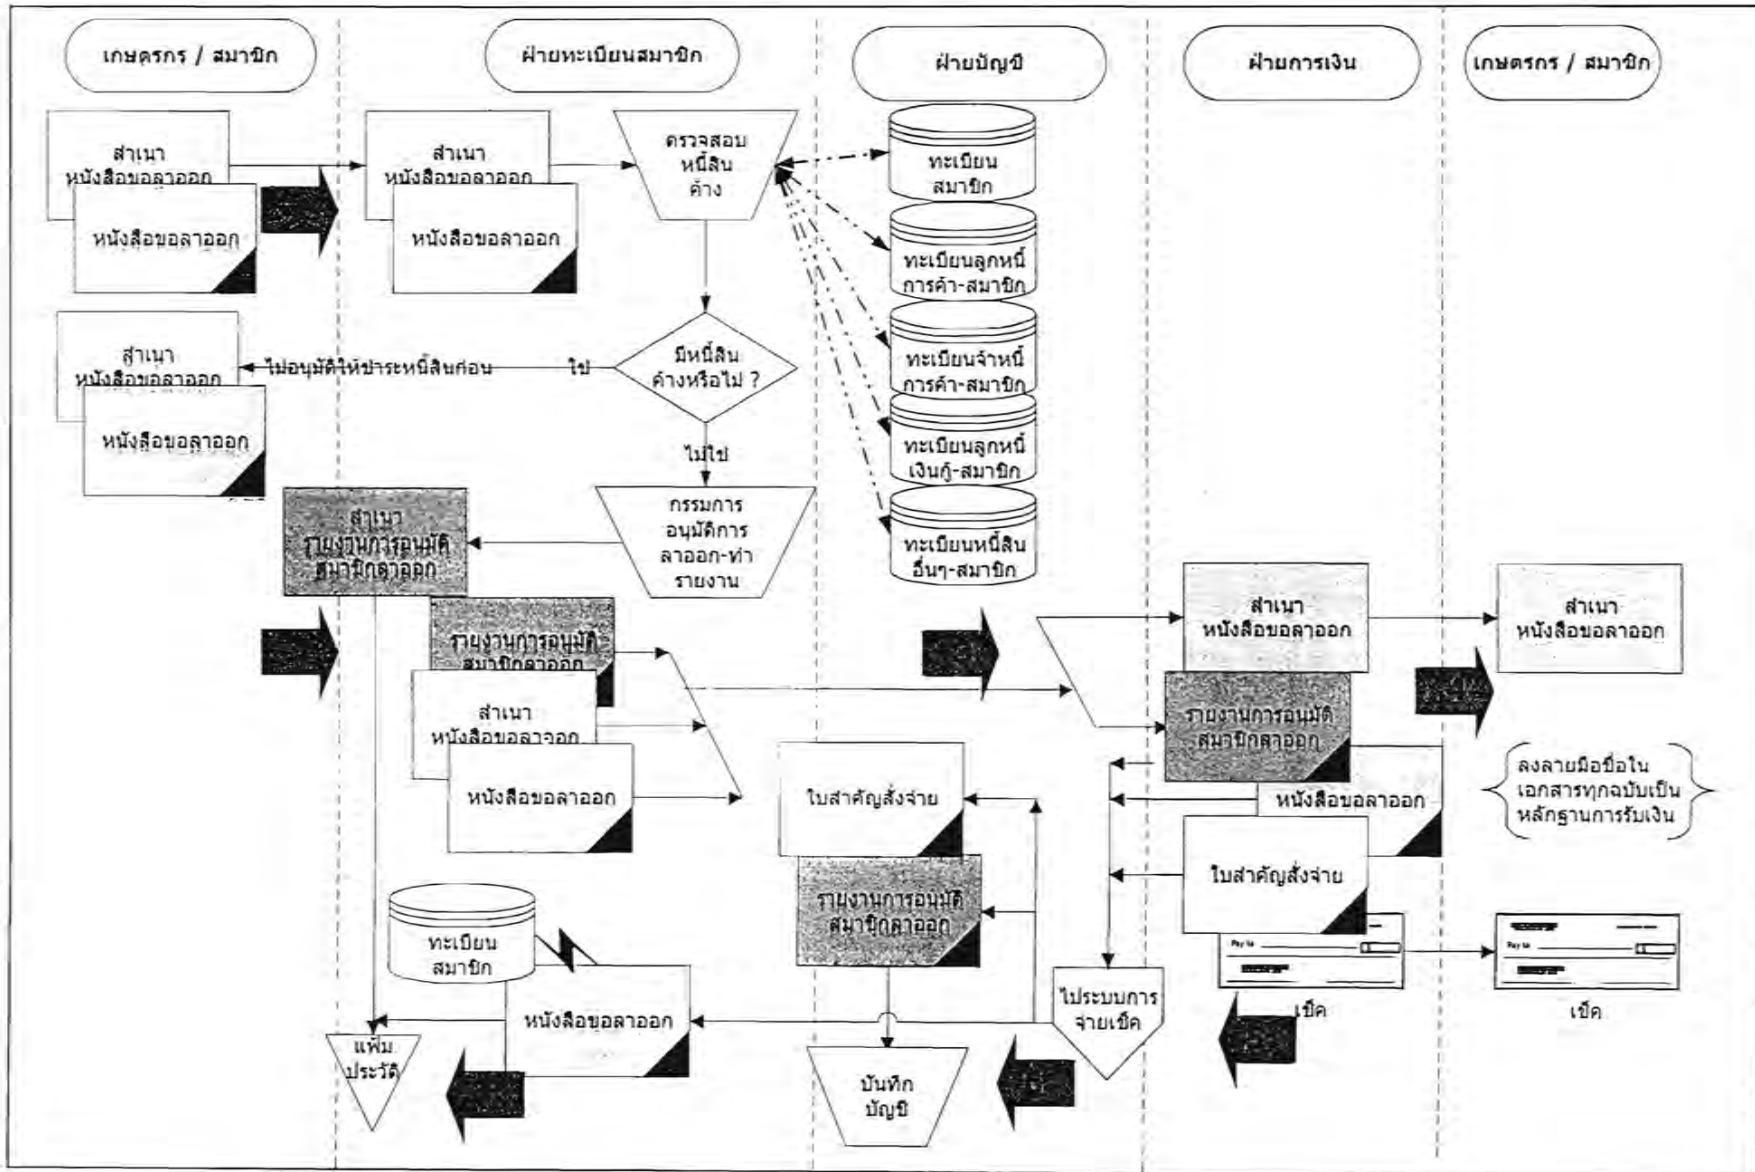 เกษตรกร / สมาชิก
ฝ่ายทะเบียนสมาชิก
ฝ่ายบัญชี
ฝ่ายการเงิน
เกษตรกร / สมาชิก
สำเนา
หนังสือขอลาออก
หนังสือขอลาออก
สำเนา
หนังสือขอลาออก
หนังสือขอลาออก
ตรวจสอบ
หนี้สิน
ค้าง
ทะเบียน
สมาชิก
ทะเบียนลูกหนี้
การค้า-สมาชิก
ทะเบียนเจ้าหนี้
การค้า-สมาชิก
ทะเบียนลูกหนี้
เงินกู้-สมาชิก
ทะเบียนหนี้สิน
อื่นๆ-สมาชิก
สำเนา
หนังสือขอลาออก
หนังสือขอลาออก
ไม่อนุมัติให้ชำระหนี้สินก่อน
ใช่
มีหนี้สิน
ค้างหรือไม่ ?
ไม่ใช่
กรรมการ
อนุมัติการ
ลาออก-ทำ
รายงาน
สำเนา
รายงานการอนุมัติ
สมาชิกลาออก
รายงานการอนุมัติ
สมาชิกลาออก
สำเนา
หนังสือขอลาออก
หนังสือขอลาออก
สำเนา
หนังสือขอลาออก
สำเนา
หนังสือขอลาออก
รายงานการอนุมัติ
สมาชิกลาออก
หนังสือขอลาออก
ใบสำคัญสั่งจ่าย
ลงลายมือชื่อใน
เอกสารทุกฉบับเป็น
หลักฐานการรับเงิน
ใบสำคัญสั่งจ่าย
รายงานการอนุมัติ
สมาชิกลาออก
ทะเบียน
สมาชิก
หนังสือขอลาออก
แฟ้ม
ประวัติ
บันทึก
บัญชี
ไประบบการ
จ่ายเช็ค
Pay to
เช็ค
Pay to
เช็ค